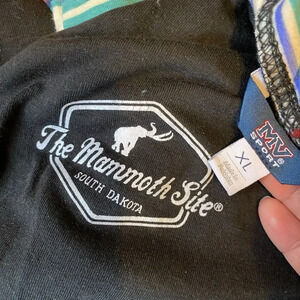 The Mammoth Site®
SOUTH DAKOTA
XL
MV
SPORT